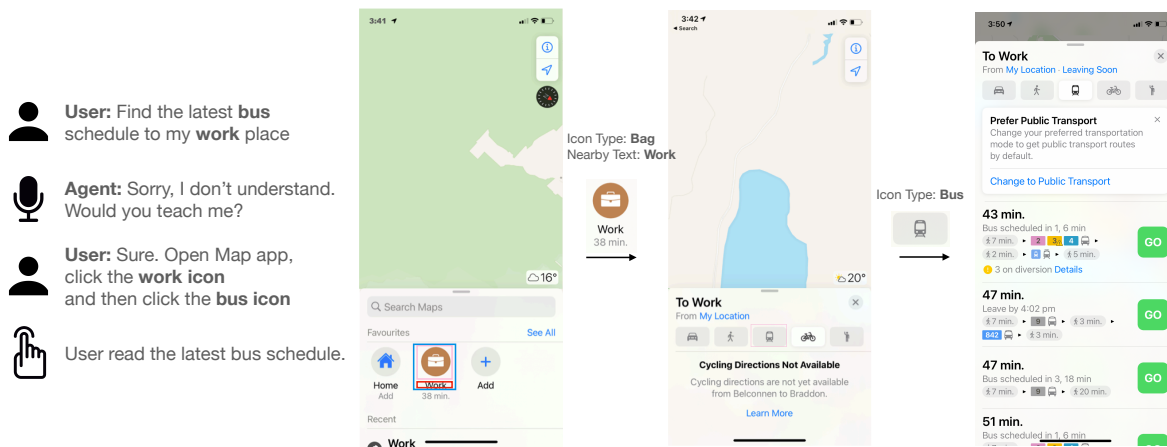 User: Find the latest bus
schedule to my work place
Agent: Sorry, I don't understand.
Would you teach me?
User: Sure. Open Map app,
click the work icon
and then click the bus icon
User read the latest bus schedule.
3:41
16°
Search Maps
Favourites
See All
Home
Add
Work
38 min.
Add
Recent
Work
Icon Type: Bag
Nearby Text: Work
Work
38 min.
3:42
Search
20°
To Work
From My Location
Cycling Directions Not Available
Cycling directions are not yet available
from Belconnen to Braddon.
Learn More
Icon Type: Bus
3:50
To Work
From My Location · Leaving Soon
Prefer Public Transport
Change your preferred transportation
mode to get public transport routes
by default.
Change to Public Transport
43 min.
Bus scheduled in 1, 6 min
7 min. 2 3 4
2 min. 5 min.
3 on diversion Details
GO
47 min.
Leave by 4:02 pm
7 min. 9 3 min.
842 3 min.
GO
47 min.
Bus scheduled in 3, 18 min
7 min. 9 20 min.
GO
51 min.
Bus scheduled in 1, 6 min